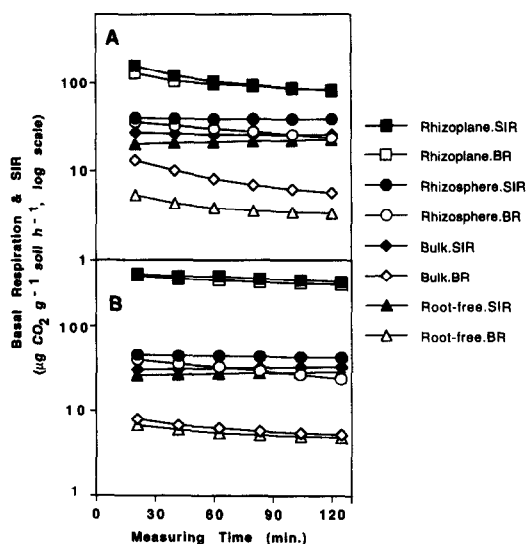 A
100
10
1
B
100
10
1
0 30 60 90 120
Measuring Time (min.)
Basal Respiration & SIR
(µg CO2 g-1 soil h-1, log scale)
Rhizoplane.SIR
Rhizoplane.BR
Rhizosphere.SIR
Rhizosphere.BR
Bulk.SIR
Bulk.BR
Root-free.SIR
Root-free.BR